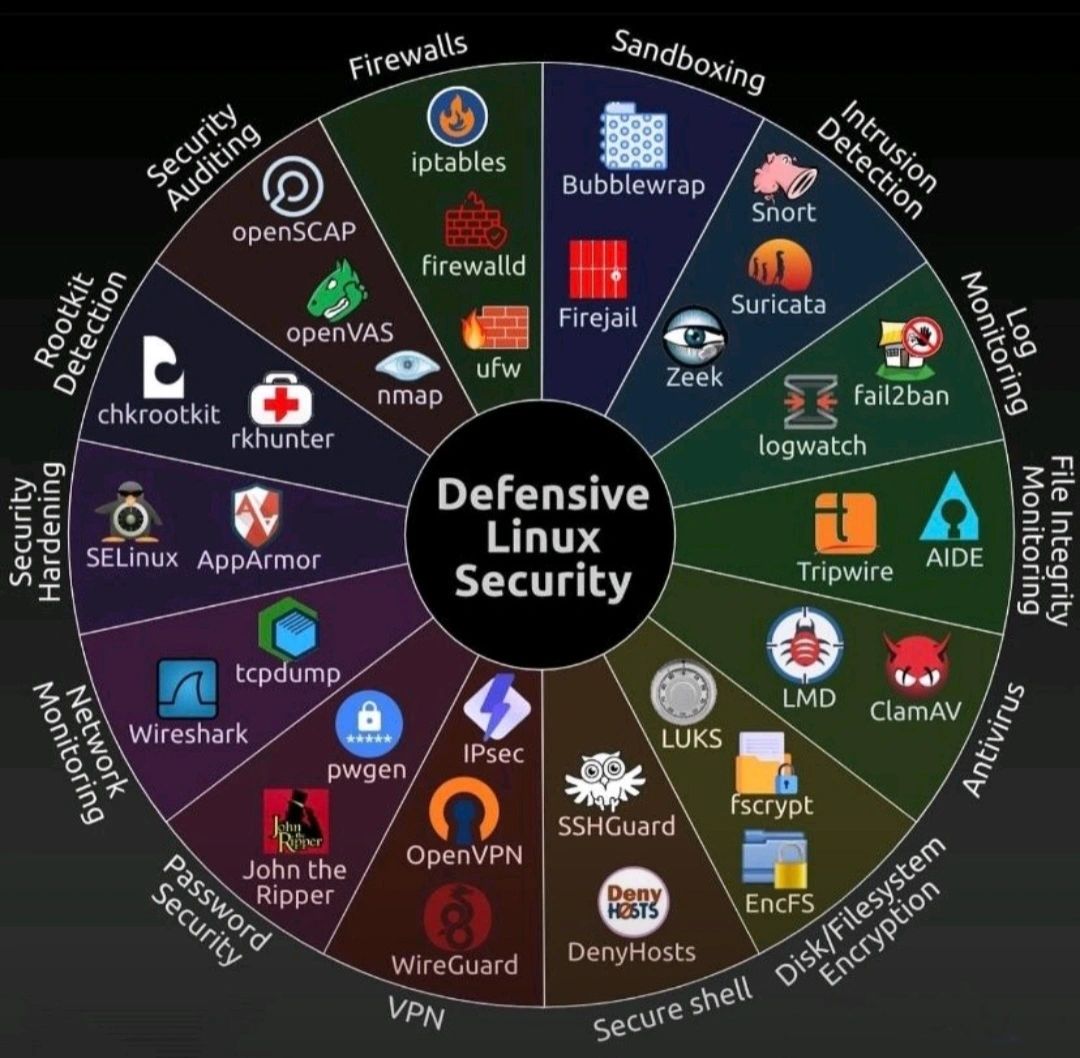 Defensive
Linux
Security
Firewalls
iptables
firewalld
ufw
Sandboxing
Bubblewrap
Firejail
Intrusion
Detection
Snort
Suricata
Zeek
Log
Monitoring
fail2ban
logwatch
File Integrity
Monitoring
Tripwire
AIDE
Antivirus
LMD
ClamAV
Disk/Filesystem
Encryption
LUKS
fscrypt
EncFS
Secure shell
SSHGuard
Deny
HOSTS
DenyHosts
VPN
IPsec
OpenVPN
WireGuard
Password
Security
pwgen
John
the
Ripper
John the
Ripper
Network
Monitoring
tcpdump
Wireshark
Security
Hardening
SELinux
AppArmor
Rootkit
Detection
chkrootkit
rkhunter
Security
Auditing
openSCAP
openVAS
nmap